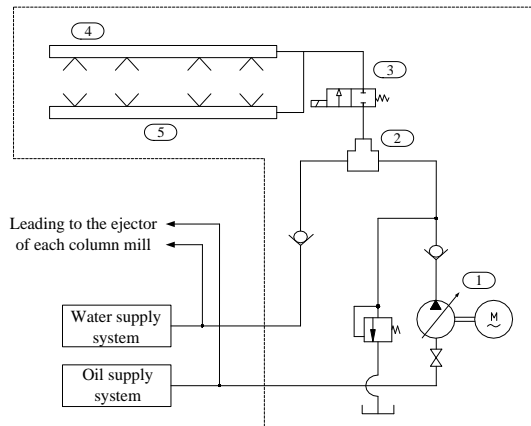 4
3
5
2
Leading to the ejector
of each column mill
1
M
~
Water supply
system
Oil supply
system